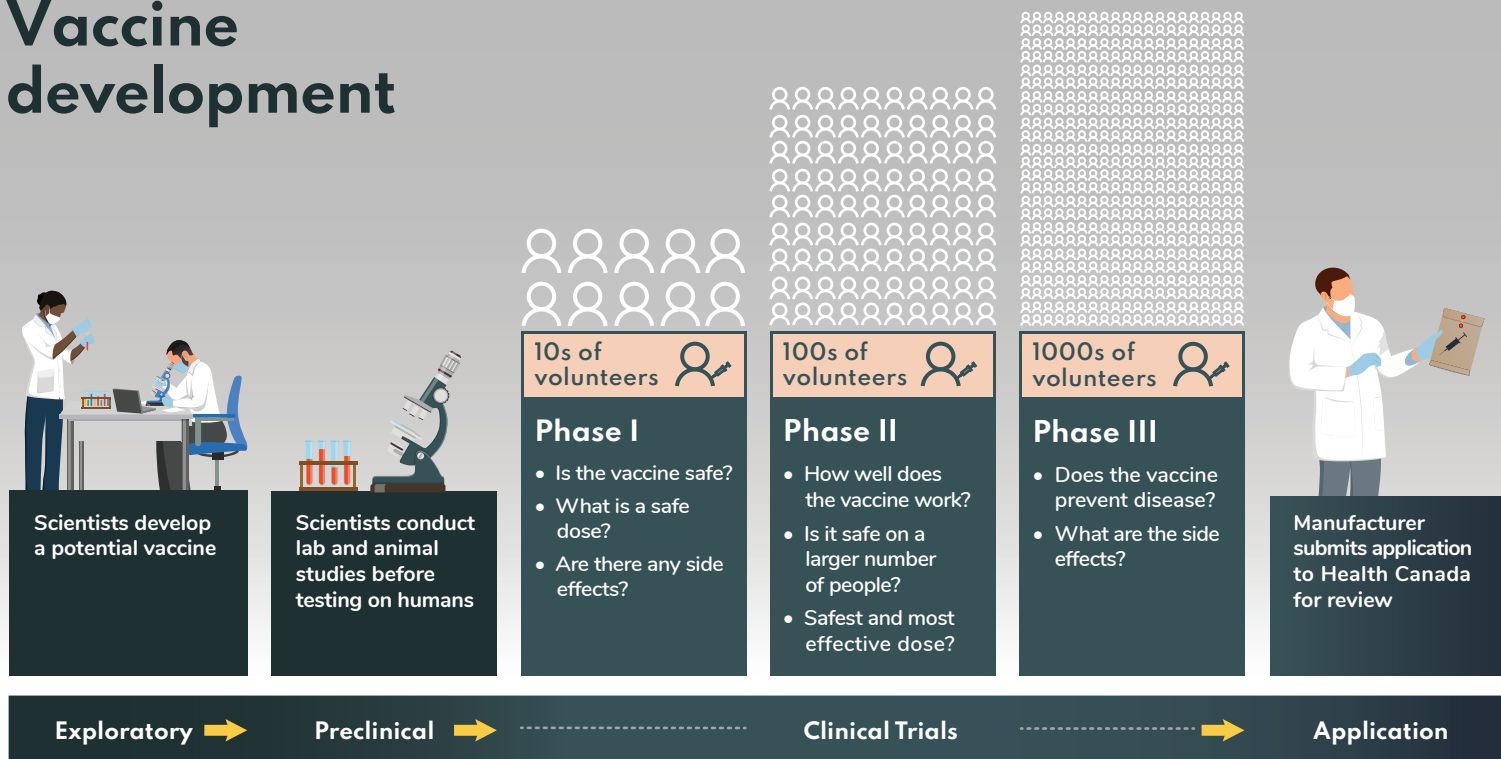 Vaccine
development
Scientists develop
a potential vaccine
Scientists conduct
lab and animal
studies before
testing on humans
10s of
volunteers
Phase I
• Is the vaccine safe?
• What is a safe
dose?
• Are there any side
effects?
100s of
volunteers
Phase II
• How well does
the vaccine work?
• Is it safe on a
larger number
of people?
• Safest and most
effective dose?
1000s of
volunteers
Phase III
• Does the vaccine
prevent disease?
• What are the side
effects?
Manufacturer
submits application
to Health Canada
for review
Exploratory
Preclinical
Clinical Trials
Application